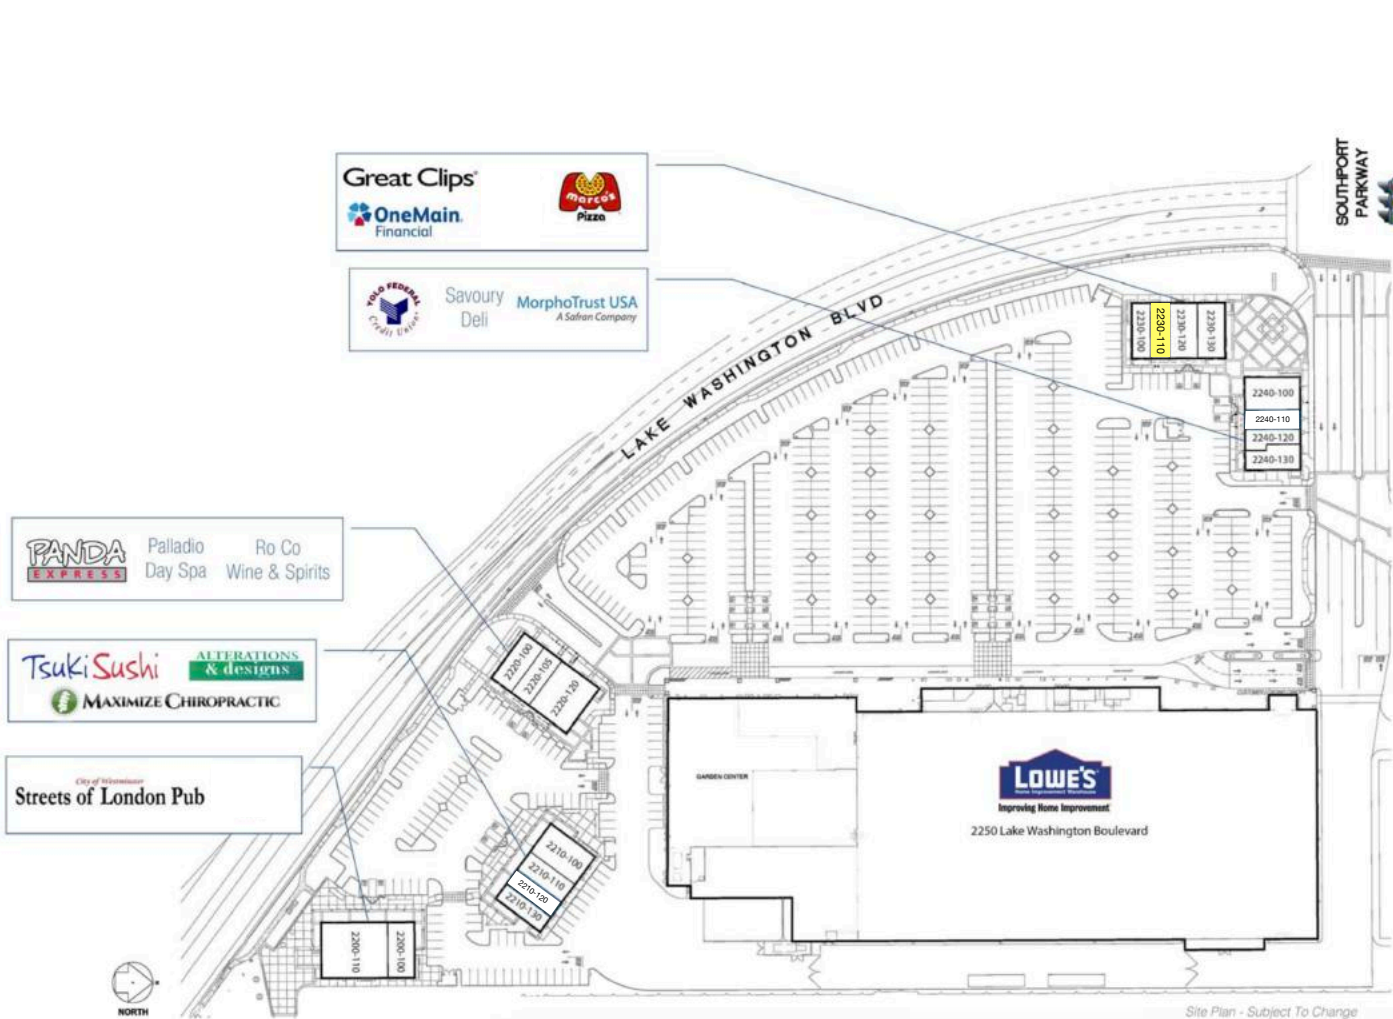 SOUTHPORT
PARKWAY
Great Clips
OneMain
Financial
marco's
Pizza
YOLO FEDERAL
Credit Union
Savoury
Deli
MorphoTrust USA
A Safran Company
LAKE WASHINGTON BLVD
2230-100
2230-110
2230-120
2230-130
2240-100
2240-110
2240-120
2240-130
PANDA
EXPRESS
Palladio
Day Spa
Ro Co
Wine & Spirits
Tsuki Sushi
ALTERATIONS
& designs
MAXIMIZE CHIROPRACTIC
City of Westminster
Streets of London Pub
2220-100
2220-105
2220-120
GARDEN CENTER
LOWE'S
Home Improvement Warehouse
Improving Home Improvement
2250 Lake Washington Boulevard
2210-100
2210-110
2210-120
2210-130
2200-110
2200-100
NORTH
Site Plan - Subject To Change